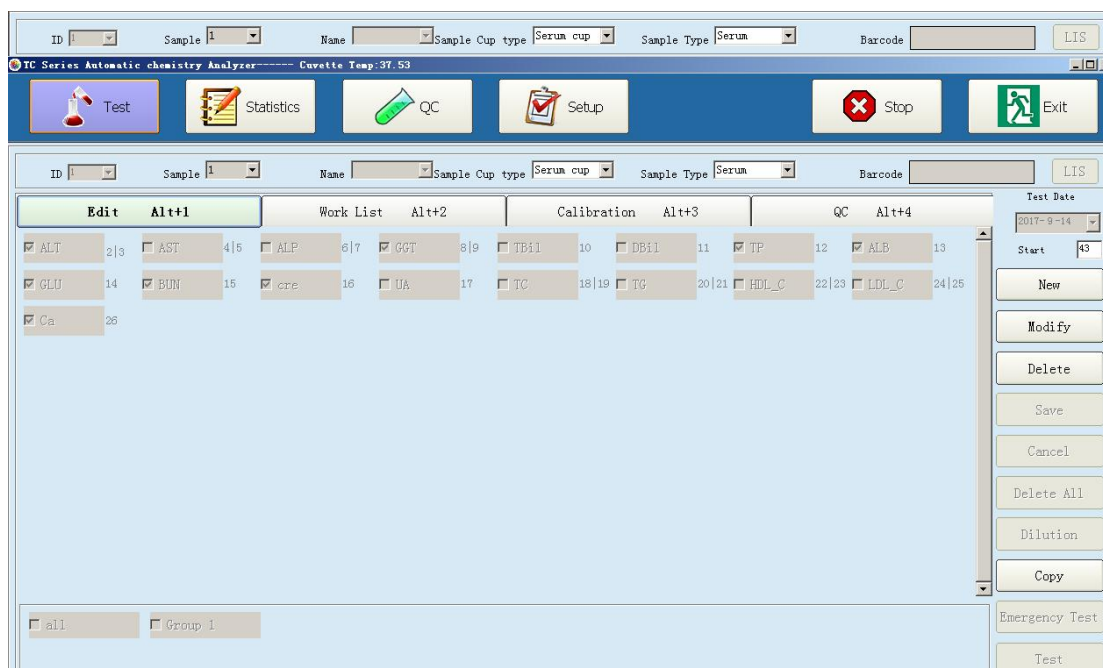 ID 1 Sample 1 Name Sample Cup type Serum cup Sample Type Serum Barcode LIS
TC Series Automatic chemistry Analyzer------ Cuvette Temp:37.53
Test Statistics QC Setup Stop Exit
ID 1 Sample 1 Name Sample Cup type Serum cup Sample Type Serum Barcode LIS
Test Date
Edit Alt+1 Work List Alt+2 Calibration Alt+3 QC Alt+4
2017- 9 -14
ALT 2|3 AST 4|5 ALP 6|7 GGT 8|9 TBil 10 DBil 11 TP 12 ALB 13
Start 43
GLU 14 BUN 15 cre 16 UA 17 TC 18|19 TG 20|21 HDL_C 22|23 LDL_C 24|25
New
Ca 26
Modify
Delete
Save
Cancel
Delete All
Dilution
Copy
all Group 1
Emergency Test
Test